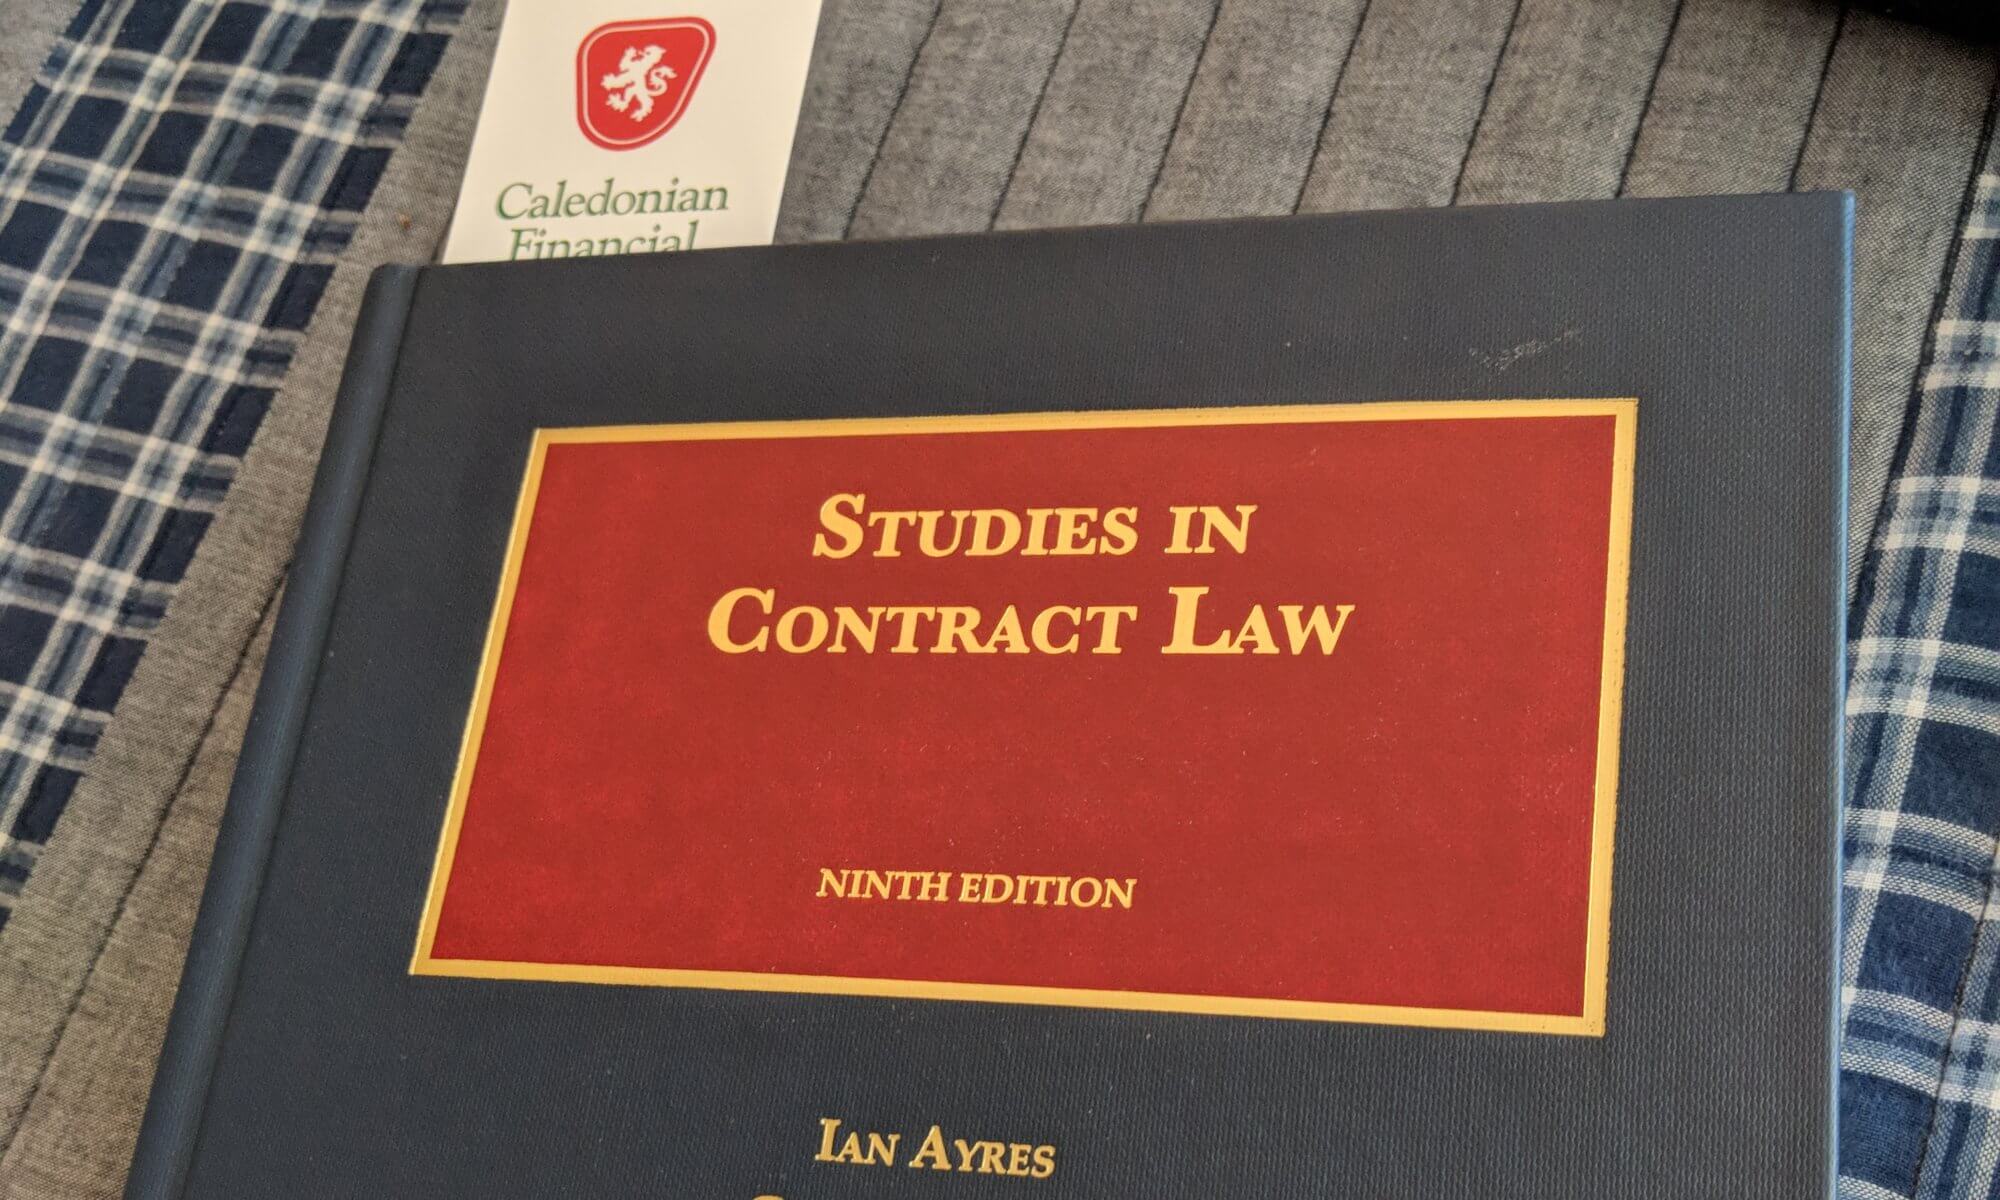 Caledonian
Financial
STUDIES IN
CONTRACT LAW
NINTH EDITION
IAN AYRES